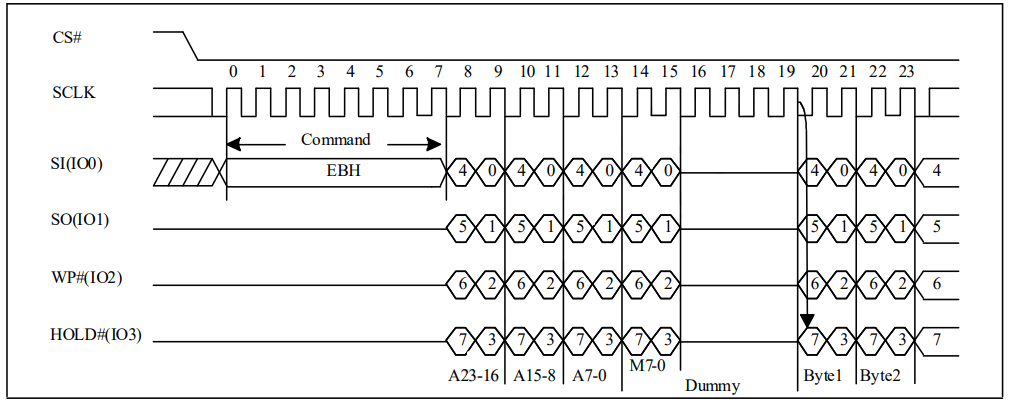 CS#
0 1 2 3 4 5 6 7 8 9 10 11 12 13 14 15 16 17 18 19 20 21 22 23
SCLK
Command
SI(IO0) EBH 4 0 4 0 4 0 4 0 4 0 4 0 4
SO(IO1) 5 1 5 1 5 1 5 1 5 1 5 1 5
WP#(IO2) 6 2 6 2 6 2 6 2 6 2 6 2 6
HOLD#(IO3) 7 3 7 3 7 3 7 3 7 3 7 3 7
A23-16 A15-8 A7-0 M7-0 Dummy Byte1 Byte2